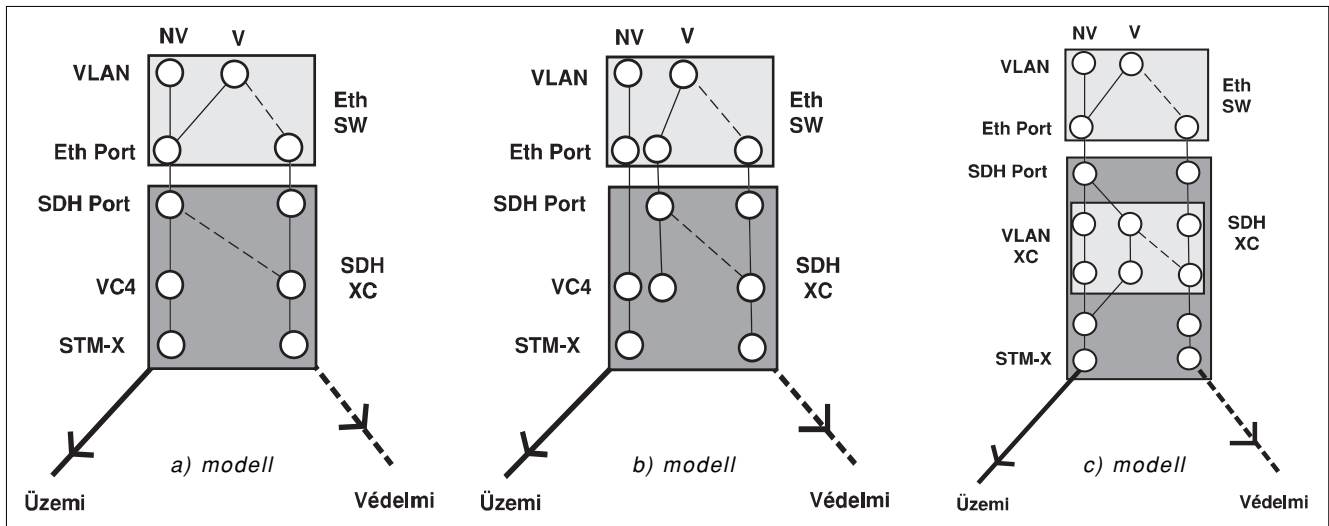 NV V
VLAN
Eth
SW
Eth Port
SDH Port
SDH
XC
VC4
STM-X
a) modell
Üzemi
Védelmi
NV V
VLAN
Eth
SW
Eth Port
SDH Port
SDH
XC
VC4
STM-X
b) modell
Üzemi
Védelmi
NV V
VLAN
Eth
SW
Eth Port
SDH Port
VLAN
XC
SDH
XC
STM-X
c) modell
Üzemi
Védelmi